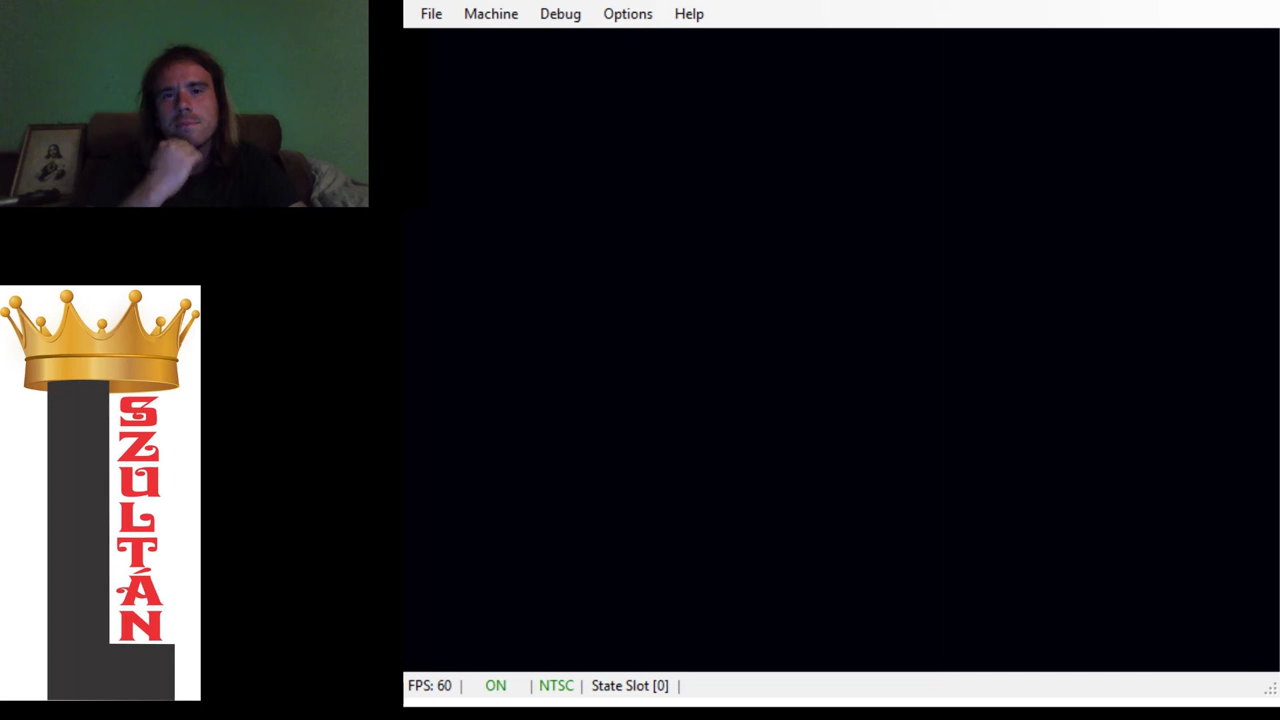 File Machine Debug Options Help
L
SZULTÁN
FPS: 60 | ON | NTSC | State Slot [0] |